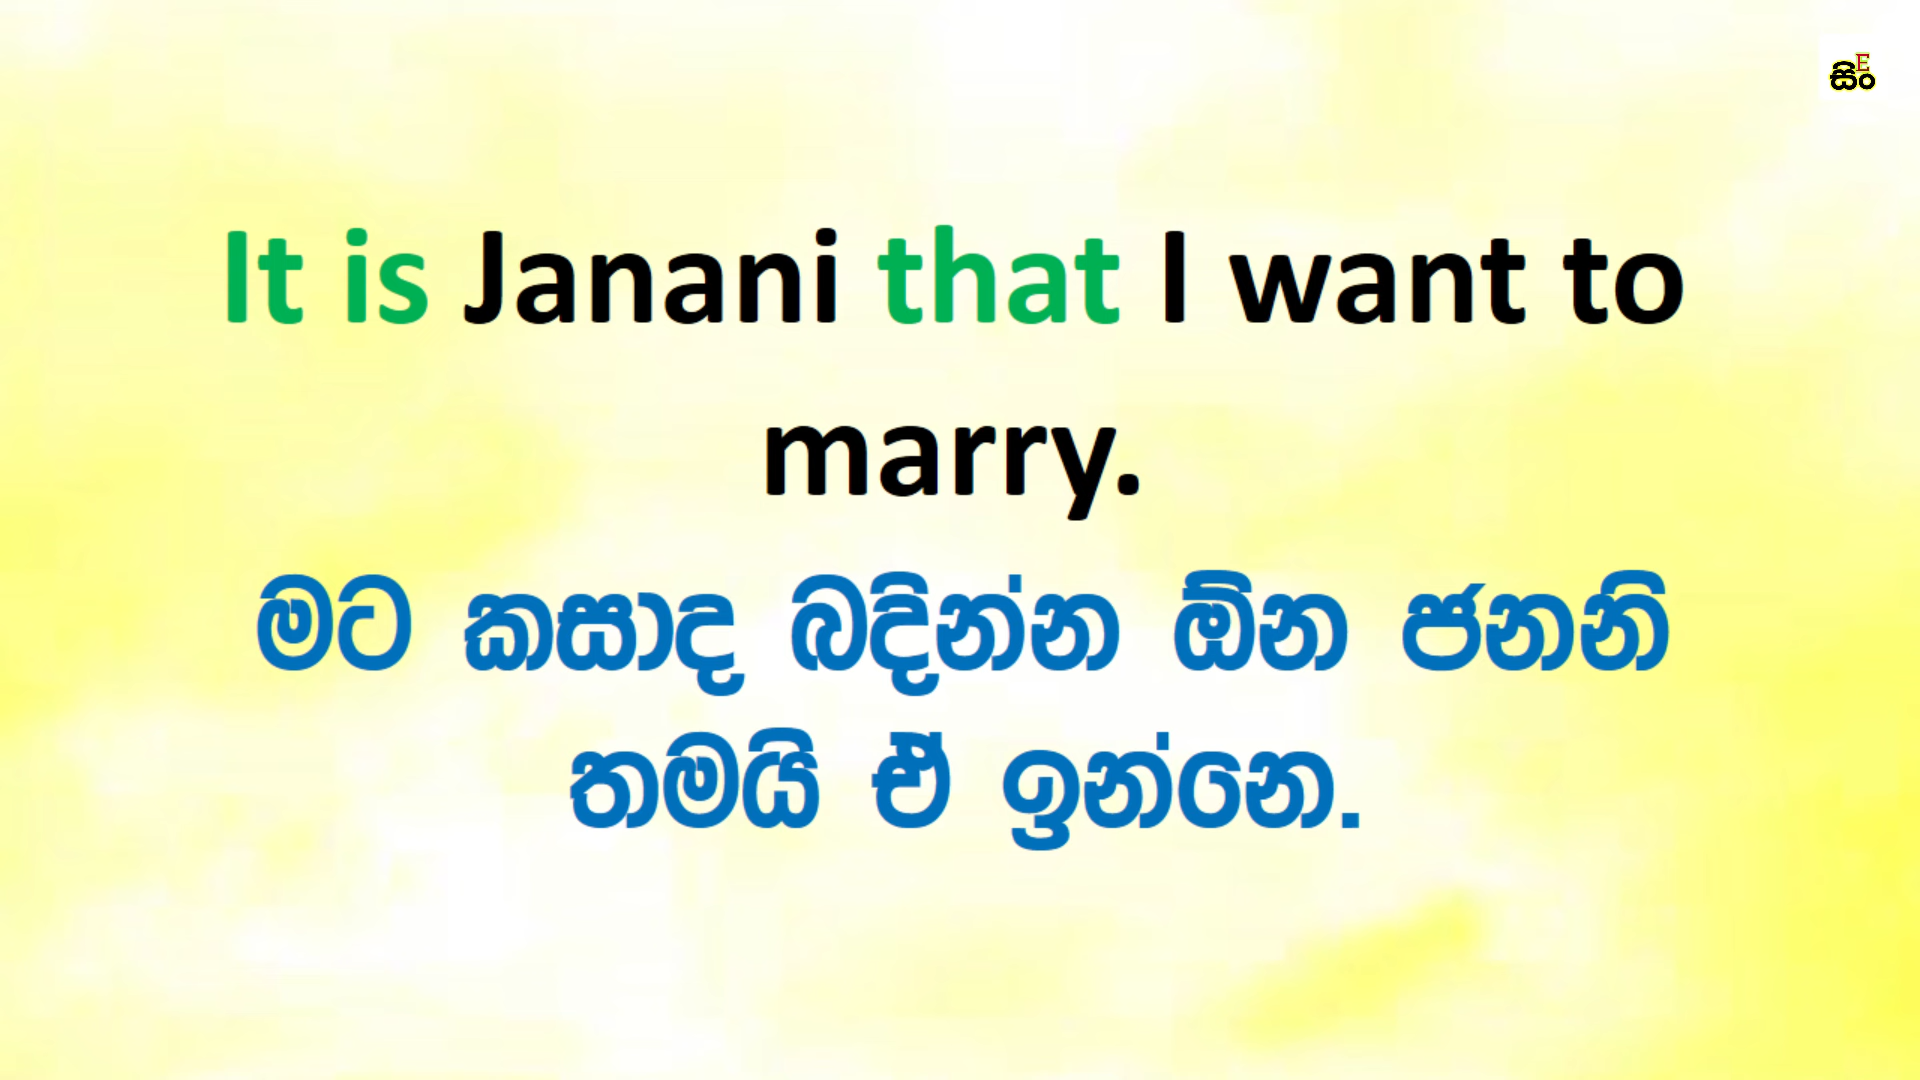 සිංE
It is Janani that I want to
marry.
මට කසාද බදින්න ඕන ජනනි
තමයි ඒ ඉන්නෙ.